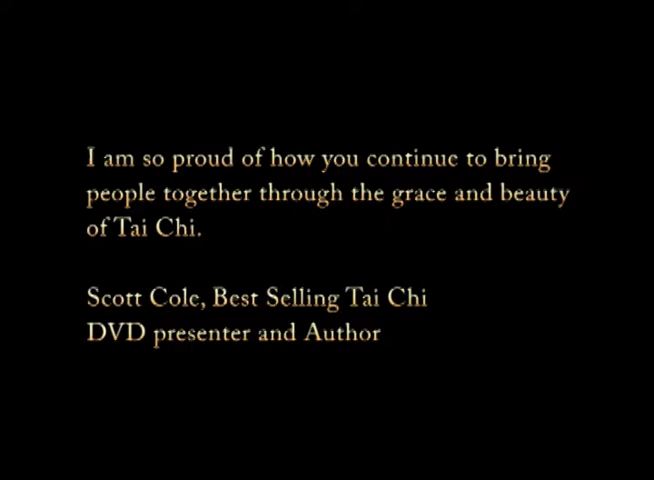 I am so proud of how you continue to bring
people together through the grace and beauty
of Tai Chi.
Scott Cole, Best Selling Tai Chi
DVD presenter and Author